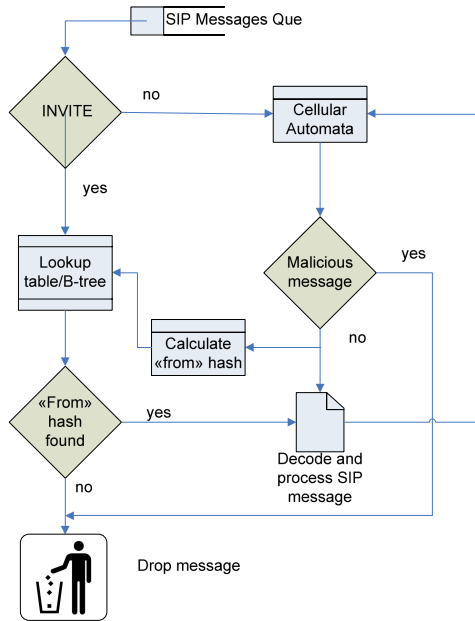 SIP Messages Que
INVITE
no
Cellular
Automata
yes
Lookup
table/B-tree
Malicious
message
yes
Calculate
«from» hash
no
«From»
hash
found
yes
Decode and
process SIP
message
no
Drop message